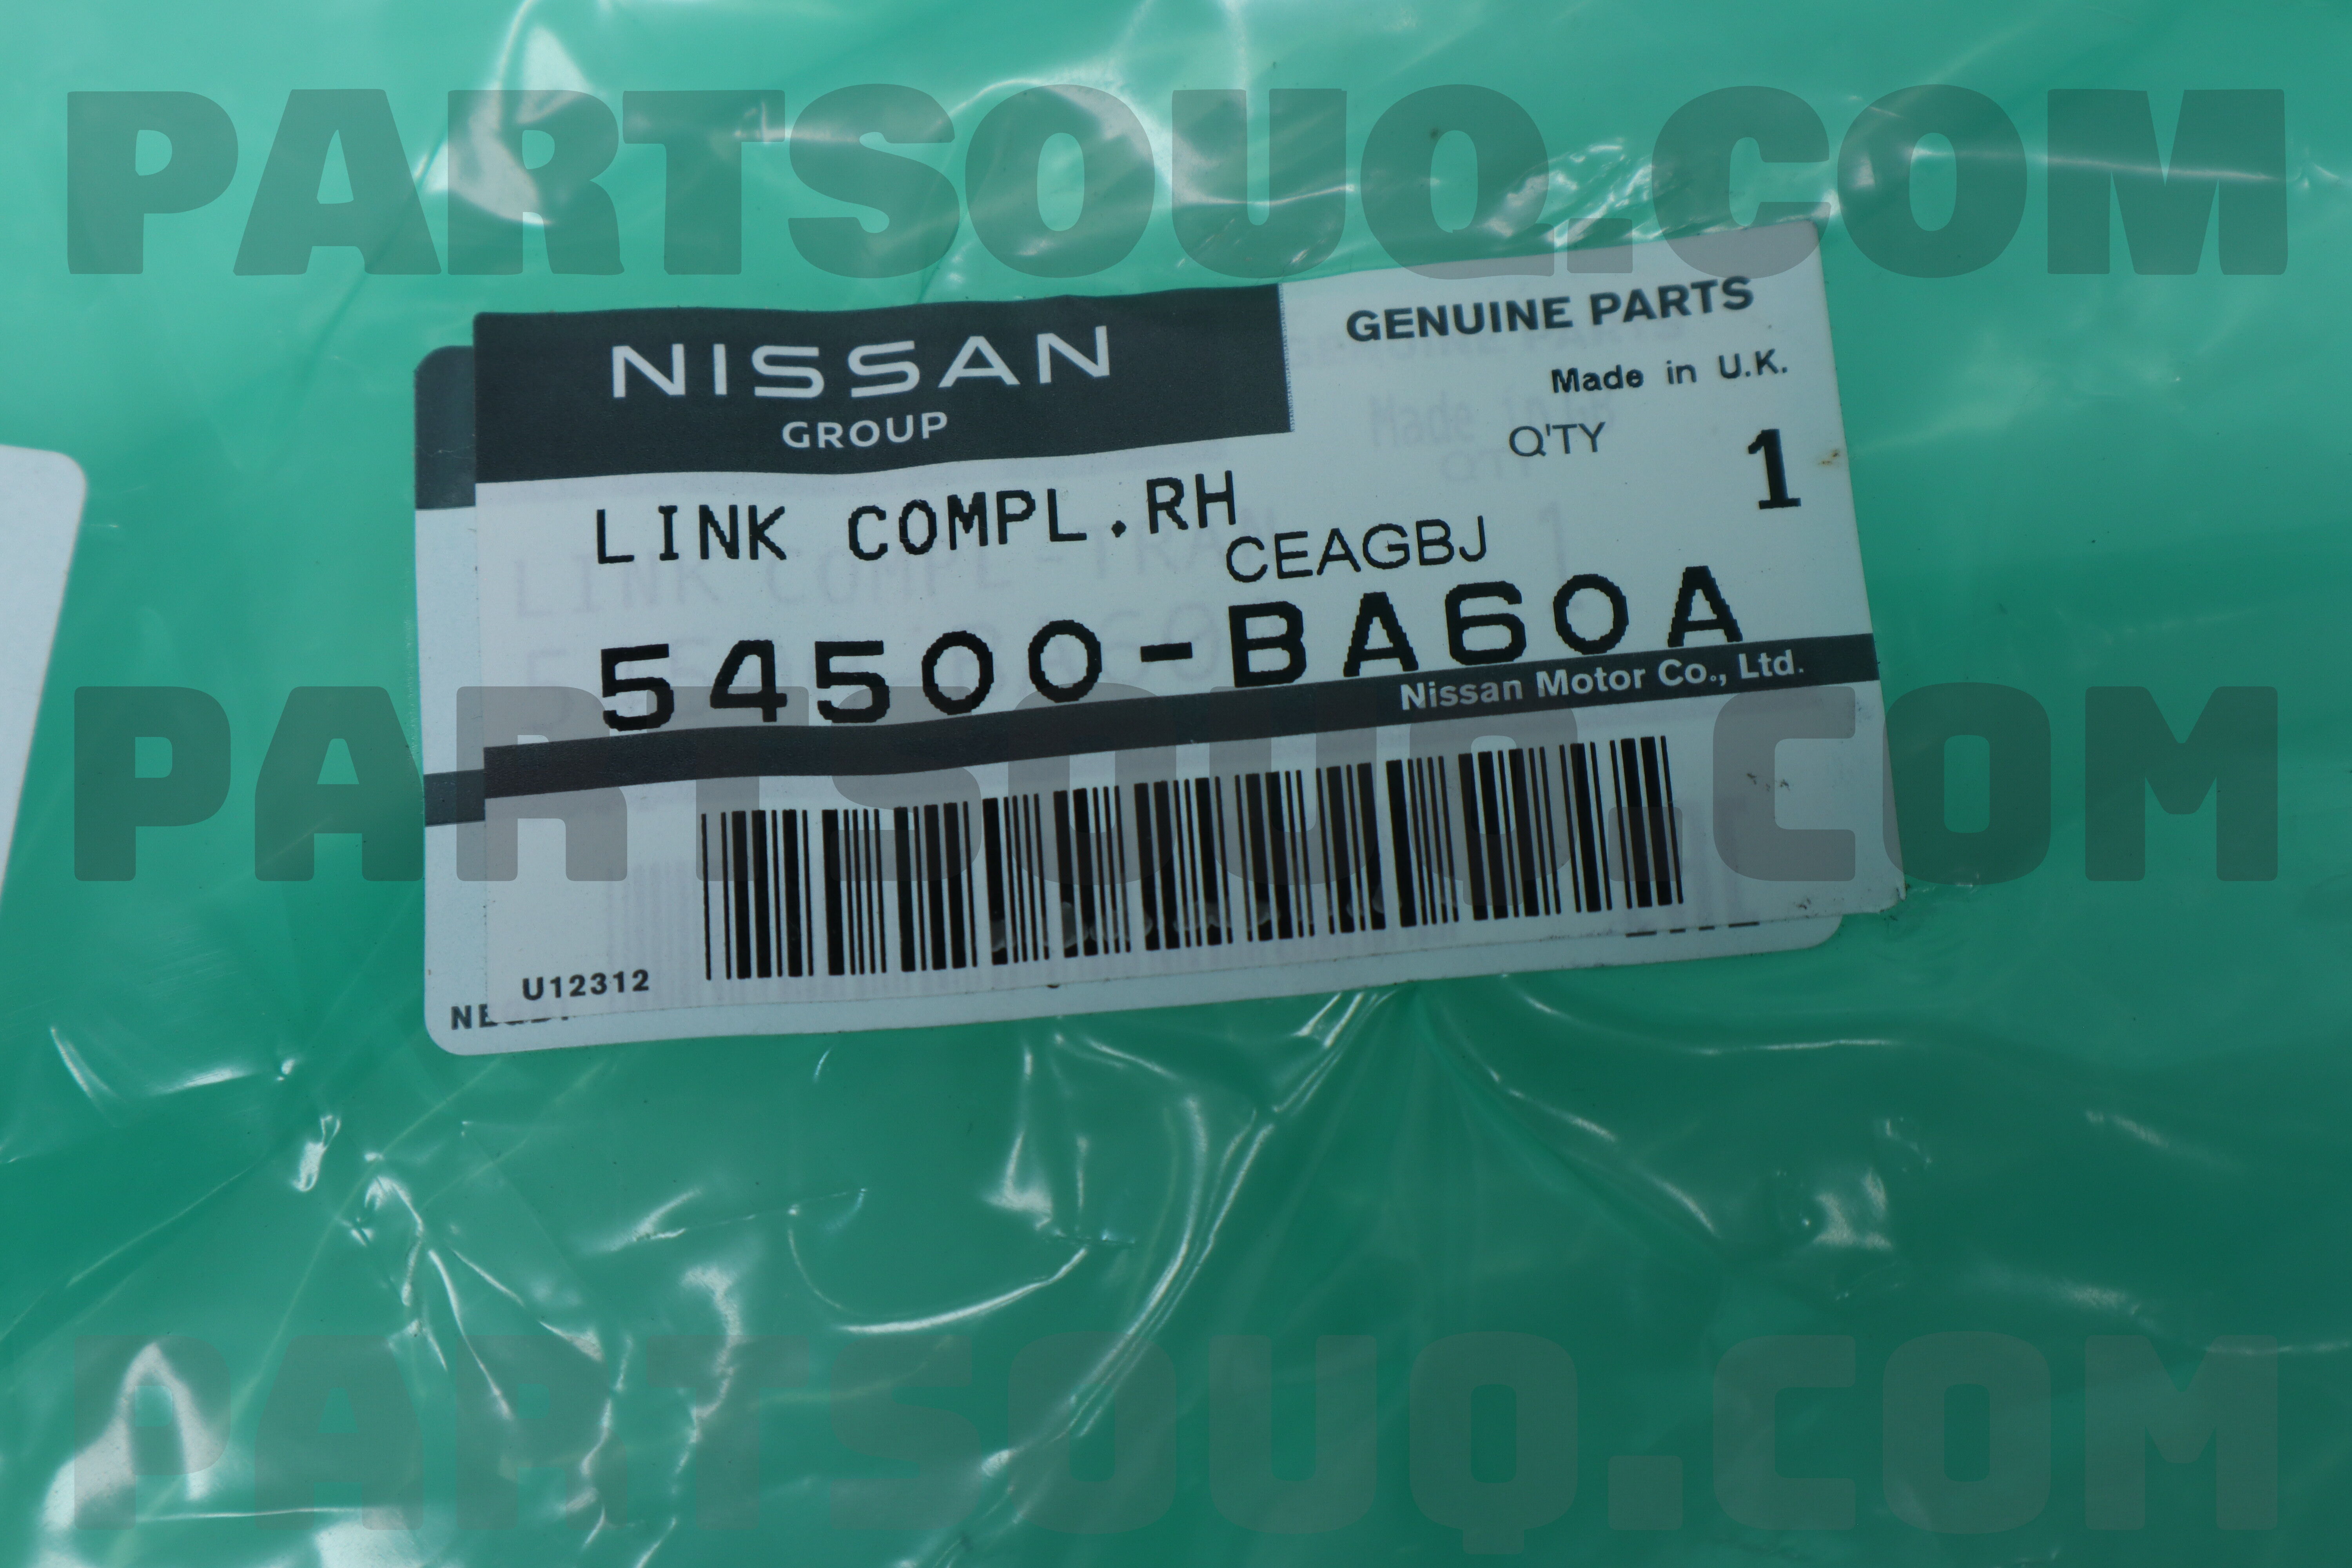 PARTSOUQ.COM
NISSAN
GROUP
GENUINE PARTS
Made in U.K.
Q'TY 1
LINK COMPL.RH
CEAGBJ
54500-BA60A
Nissan Motor Co., Ltd.
PARTSOUQ.COM
U12312
PARTSOUQ.COM